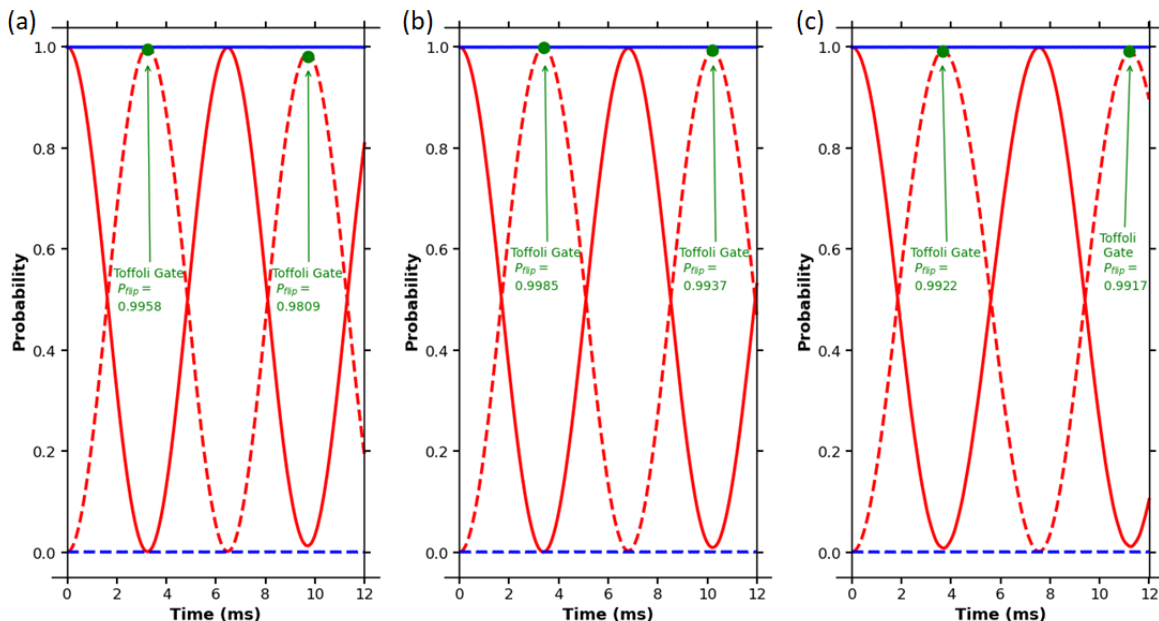 (a)
(b)
(c)
Probability
1.0
0.8
0.6
0.4
0.2
0.0
Toffoli Gate
P_flip =
0.9958
Toffoli Gate
P_flip =
0.9809
0 2 4 6 8 10 12
Time (ms)
Probability
1.0
0.8
0.6
0.4
0.2
0.0
Toffoli Gate
P_flip =
0.9985
Toffoli Gate
P_flip =
0.9937
0 2 4 6 8 10 12
Time (ms)
Probability
1.0
0.8
0.6
0.4
0.2
0.0
Toffoli Gate
P_flip =
0.9922
Toffoli
Gate
P_flip =
0.9917
0 2 4 6 8 10 12
Time (ms)